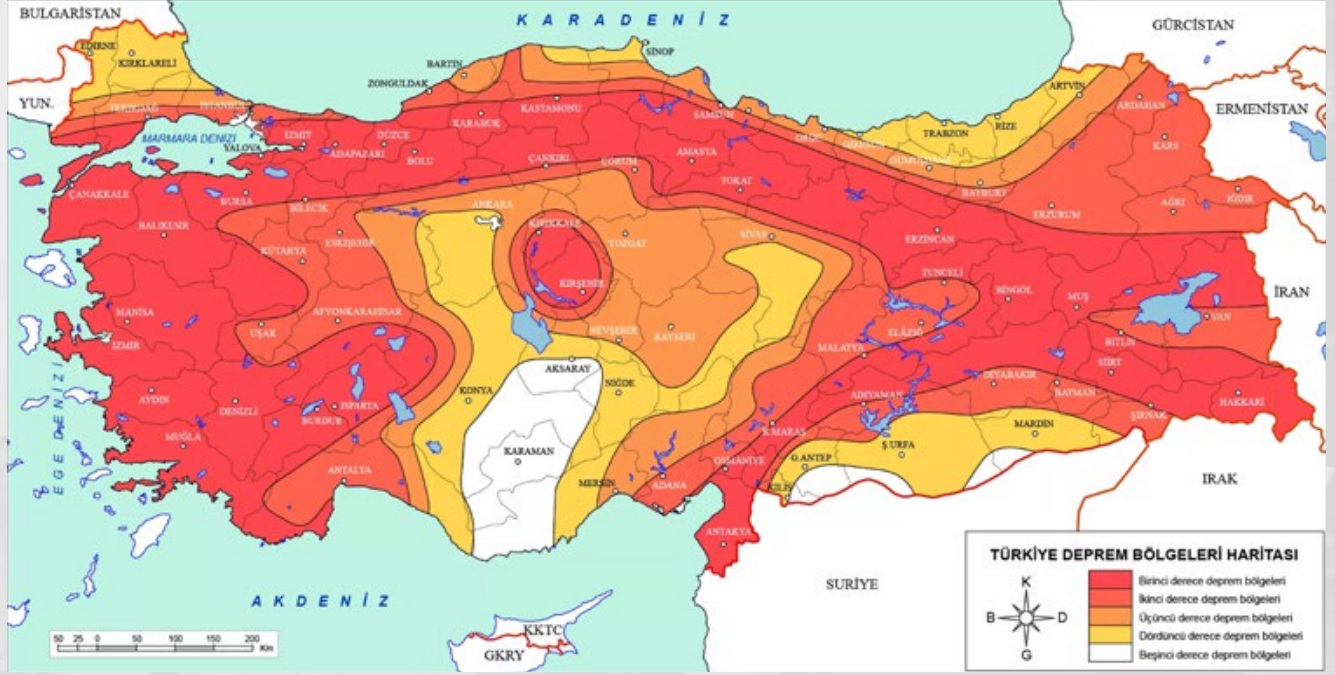 BULGARİSTAN
KARADENİZ
GÜRCİSTAN
EDİRNE
KIRKLARELİ
SİNOP
BARTIN
ZONGULDAK
ARTVİN
YUN.
TEKİRDAĞ
İSTANBUL
KASTAMONU
ARDAHAN
ERMENİSTAN
KARABÜK
SAMSUN
RİZE
TRABZON
MARMARA DENİZİ
İZMİT
DÜZCE
ORDU
GİRESUN
KARS
YALOVA
ADAPAZARI
BOLU
ÇANKIRI
ÇORUM
AMASYA
GÜMÜŞHANE
TOKAT
BAYBURT
ÇANAKKALE
BURSA
BİLECİK
ANKARA
ERZURUM
AĞRI
IĞDIR
BALIKESİR
KÜTAHYA
ESKİŞEHİR
KIRIKKALE
YOZGAT
SİVAS
ERZİNCAN
TUNCELİ
KIRŞEHİR
BİNGÖL
MUŞ
İRAN
MANİSA
UŞAK
AFYONKARAHİSAR
NEVŞEHİR
KAYSERİ
ELAZIĞ
VAN
İZMİR
MALATYA
BİTLİS
SİİRT
AKSARAY
NİĞDE
DİYABAKIR
BATMAN
EGE DENİZİ
AYDIN
DENİZLİ
BURDUR
ISPARTA
KONYA
ADIYAMAN
HAKKARİ
ŞIRNAK
MUĞLA
K.MARAŞ
MARDİN
KARAMAN
OSMANİYE
G.ANTEP
Ş.URFA
ANTALYA
MERSİN
ADANA
KİLİS
IRAK
ANTAKYA
SURİYE
AKDENİZ
KKTC
GKRY
50 25 0 50 100 150 200
Km
TÜRKİYE DEPREM BÖLGELERİ HARİTASI
K
B D
G
Birinci derece deprem bölgeleri
İkinci derece deprem bölgeleri
Üçüncü derece deprem bölgeleri
Dördüncü derece deprem bölgeleri
Beşinci derece deprem bölgeleri